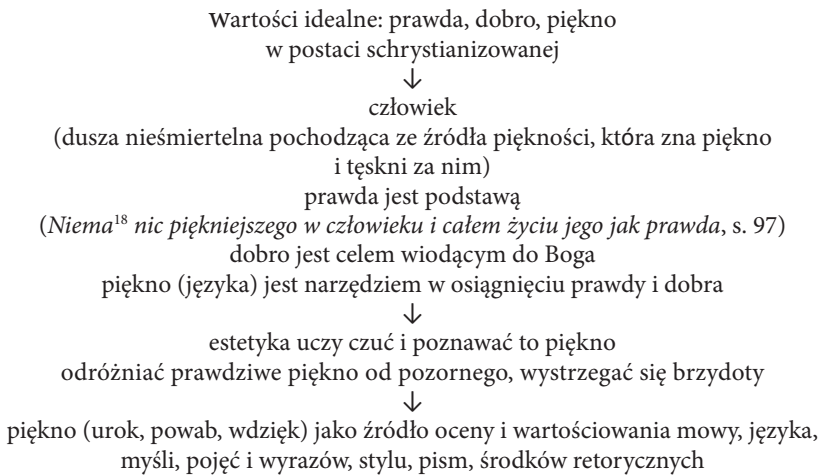 Wartości idealne: prawda, dobro, piękno
w postaci schrystianizowanej
↓
człowiek
(dusza nieśmiertelna pochodząca ze źródła piękności, która zna piękno
i tęskni za nim)
prawda jest podstawą
(Niema18 nic piękniejszego w człowieku i całem życiu jego jak prawda, s. 97)
dobro jest celem wiodącym do Boga
piękno (języka) jest narzędziem w osiągnięciu prawdy i dobra
↓
estetyka uczy czuć i poznawać to piękno
odróżniać prawdziwe piękno od pozornego, wystrzegać się brzydoty
↓
piękno (urok, powab, wdzięk) jako źródło oceny i wartościowania mowy, języka,
myśli, pojęć i wyrazów, stylu, pism, środków retorycznych